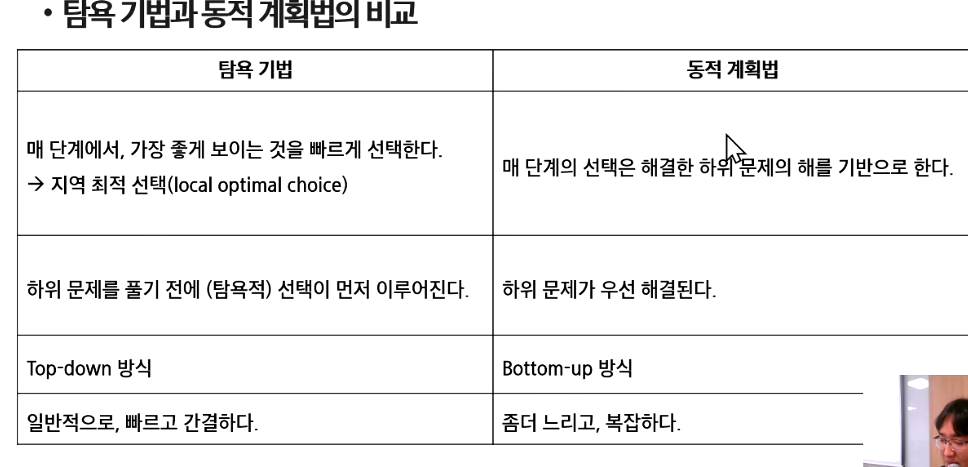 • 탐욕 기법과 동적 계획법의 비교
탐욕 기법
동적 계획법
매 단계에서, 가장 좋게 보이는 것을 빠르게 선택한다.
→ 지역 최적 선택(local optimal choice)
매 단계의 선택은 해결한 하위 문제의 해를 기반으로 한다.
하위 문제를 풀기 전에 (탐욕적) 선택이 먼저 이루어진다.
하위 문제가 우선 해결된다.
Top-down 방식
Bottom-up 방식
일반적으로, 빠르고 간결하다.
좀더 느리고, 복잡하다.